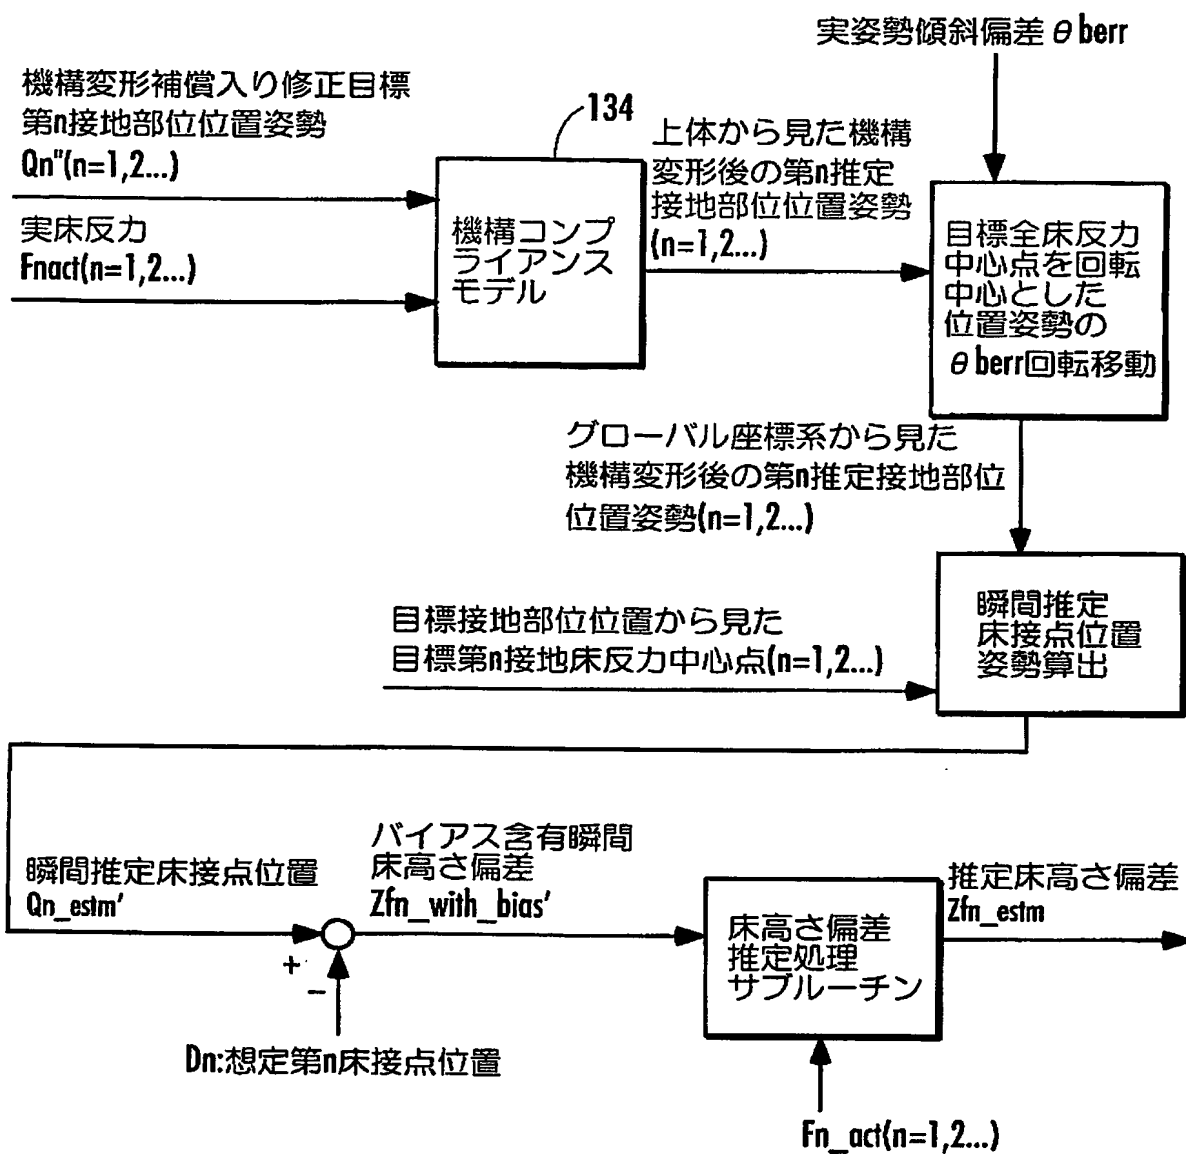 実姿勢傾斜偏差θberr
機構変形補償入り修正目標
第n接地部位位置姿勢
Qn"(n=1,2...)
実床反力
Fnact(n=1,2...)
134
機構コンプ
ライアンス
モデル
上体から見た機構
変形後の第n推定
接地部位位置姿勢
(n=1,2...)
目標全床反力
中心点を回転
中心とした
位置姿勢の
θberr回転移動
グローバル座標系から見た
機構変形後の第n推定接地部位
位置姿勢(n=1,2...)
目標接地部位位置から見た
目標第n接地床反力中心点(n=1,2...)
瞬間推定
床接点位置
姿勢算出
瞬間推定床接点位置
Qn_estm'
+
−
Dn:想定第n床接点位置
バイアス含有瞬間
床高さ偏差
Zfn_with_bias'
床高さ偏差
推定処理
サブルーチン
Fn_act(n=1,2...)
推定床高さ偏差
Zfn_estm